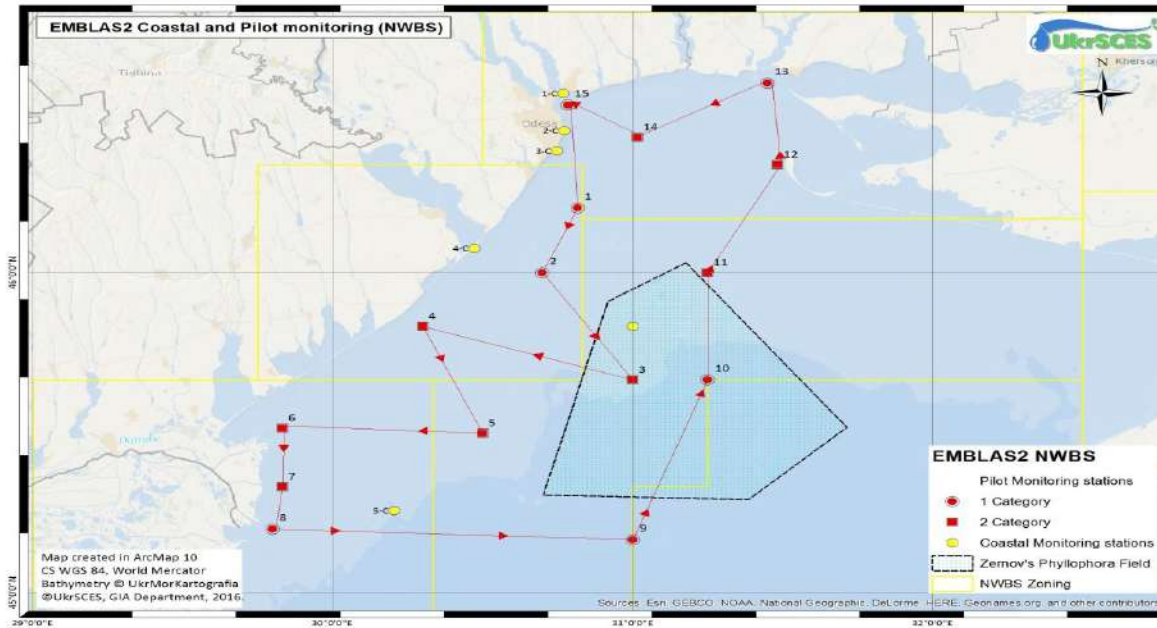 EMBLAS2 Coastal and Pilot monitoring (NWBS)
UkrSCES
Kherson
Tighina
N
13
1-C
15
Odesa
2-C
14
3-C
12
1
4-C
2
11
46°0'0"N
4
3
10
6
5
7
5-C
8
9
EMBLAS2 NWBS
Pilot Monitoring stations
1 Category
2 Category
Coastal Monitoring stations
Zernov's Phyllophora Field
NWBS Zoning
Map created in ArcMap 10
CS WGS 84, World Mercator
Bathymetry © UkrMorKartografia
©UkrSCES, GIA Department, 2016.
45°0'0"N
Sources: Esri, GEBCO, NOAA, National Geographic, DeLorme, HERE, Geonames.org, and other contributors
29°0'0"E
30°0'0"E
31°0'0"E
32°0'0"E